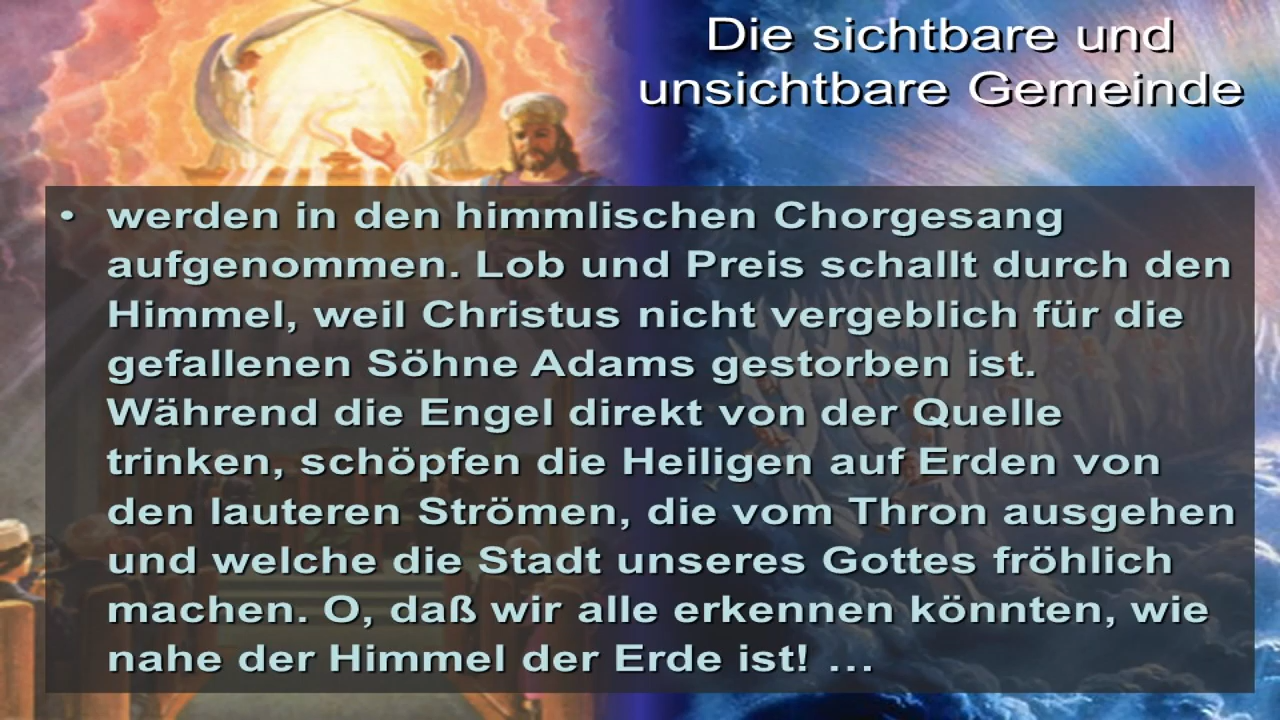 Die sichtbare und
unsichtbare Gemeinde
• werden in den himmlischen Chorgesang
aufgenommen. Lob und Preis schallt durch den
Himmel, weil Christus nicht vergeblich für die
gefallenen Söhne Adams gestorben ist.
Während die Engel direkt von der Quelle
trinken, schöpfen die Heiligen auf Erden von
den lauteren Strömen, die vom Thron ausgehen
und welche die Stadt unseres Gottes fröhlich
machen. O, daß wir alle erkennen könnten, wie
nahe der Himmel der Erde ist! ...